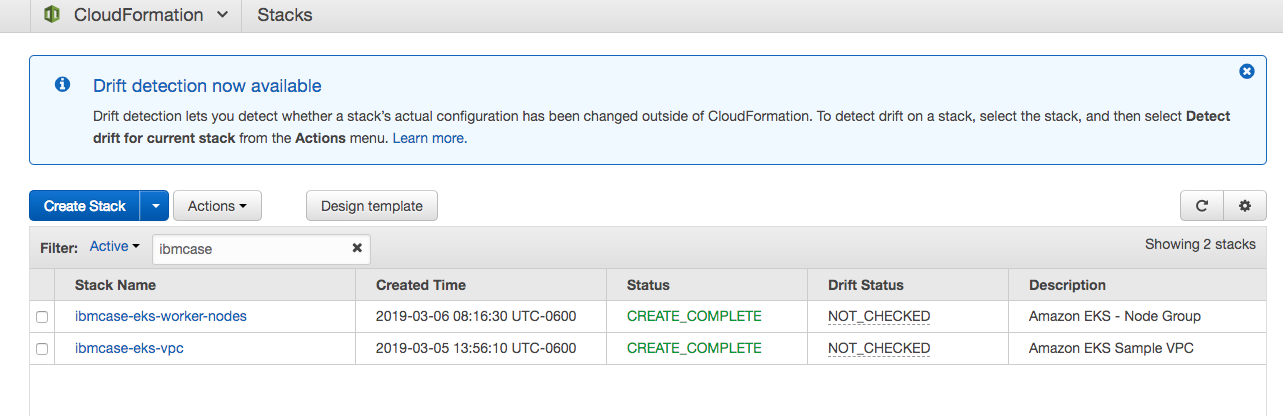 CloudFormation Stacks
Drift detection now available
Drift detection lets you detect whether a stack's actual configuration has been changed outside of CloudFormation. To detect drift on a stack, select the stack, and then select Detect
drift for current stack from the Actions menu. Learn more.
Create Stack Actions Design template
Filter: Active ibmcase Showing 2 stacks
Stack Name Created Time Status Drift Status Description
ibmcase-eks-worker-nodes 2019-03-06 08:16:30 UTC-0600 CREATE_COMPLETE NOT_CHECKED Amazon EKS - Node Group
ibmcase-eks-vpc 2019-03-05 13:56:10 UTC-0600 CREATE_COMPLETE NOT_CHECKED Amazon EKS Sample VPC